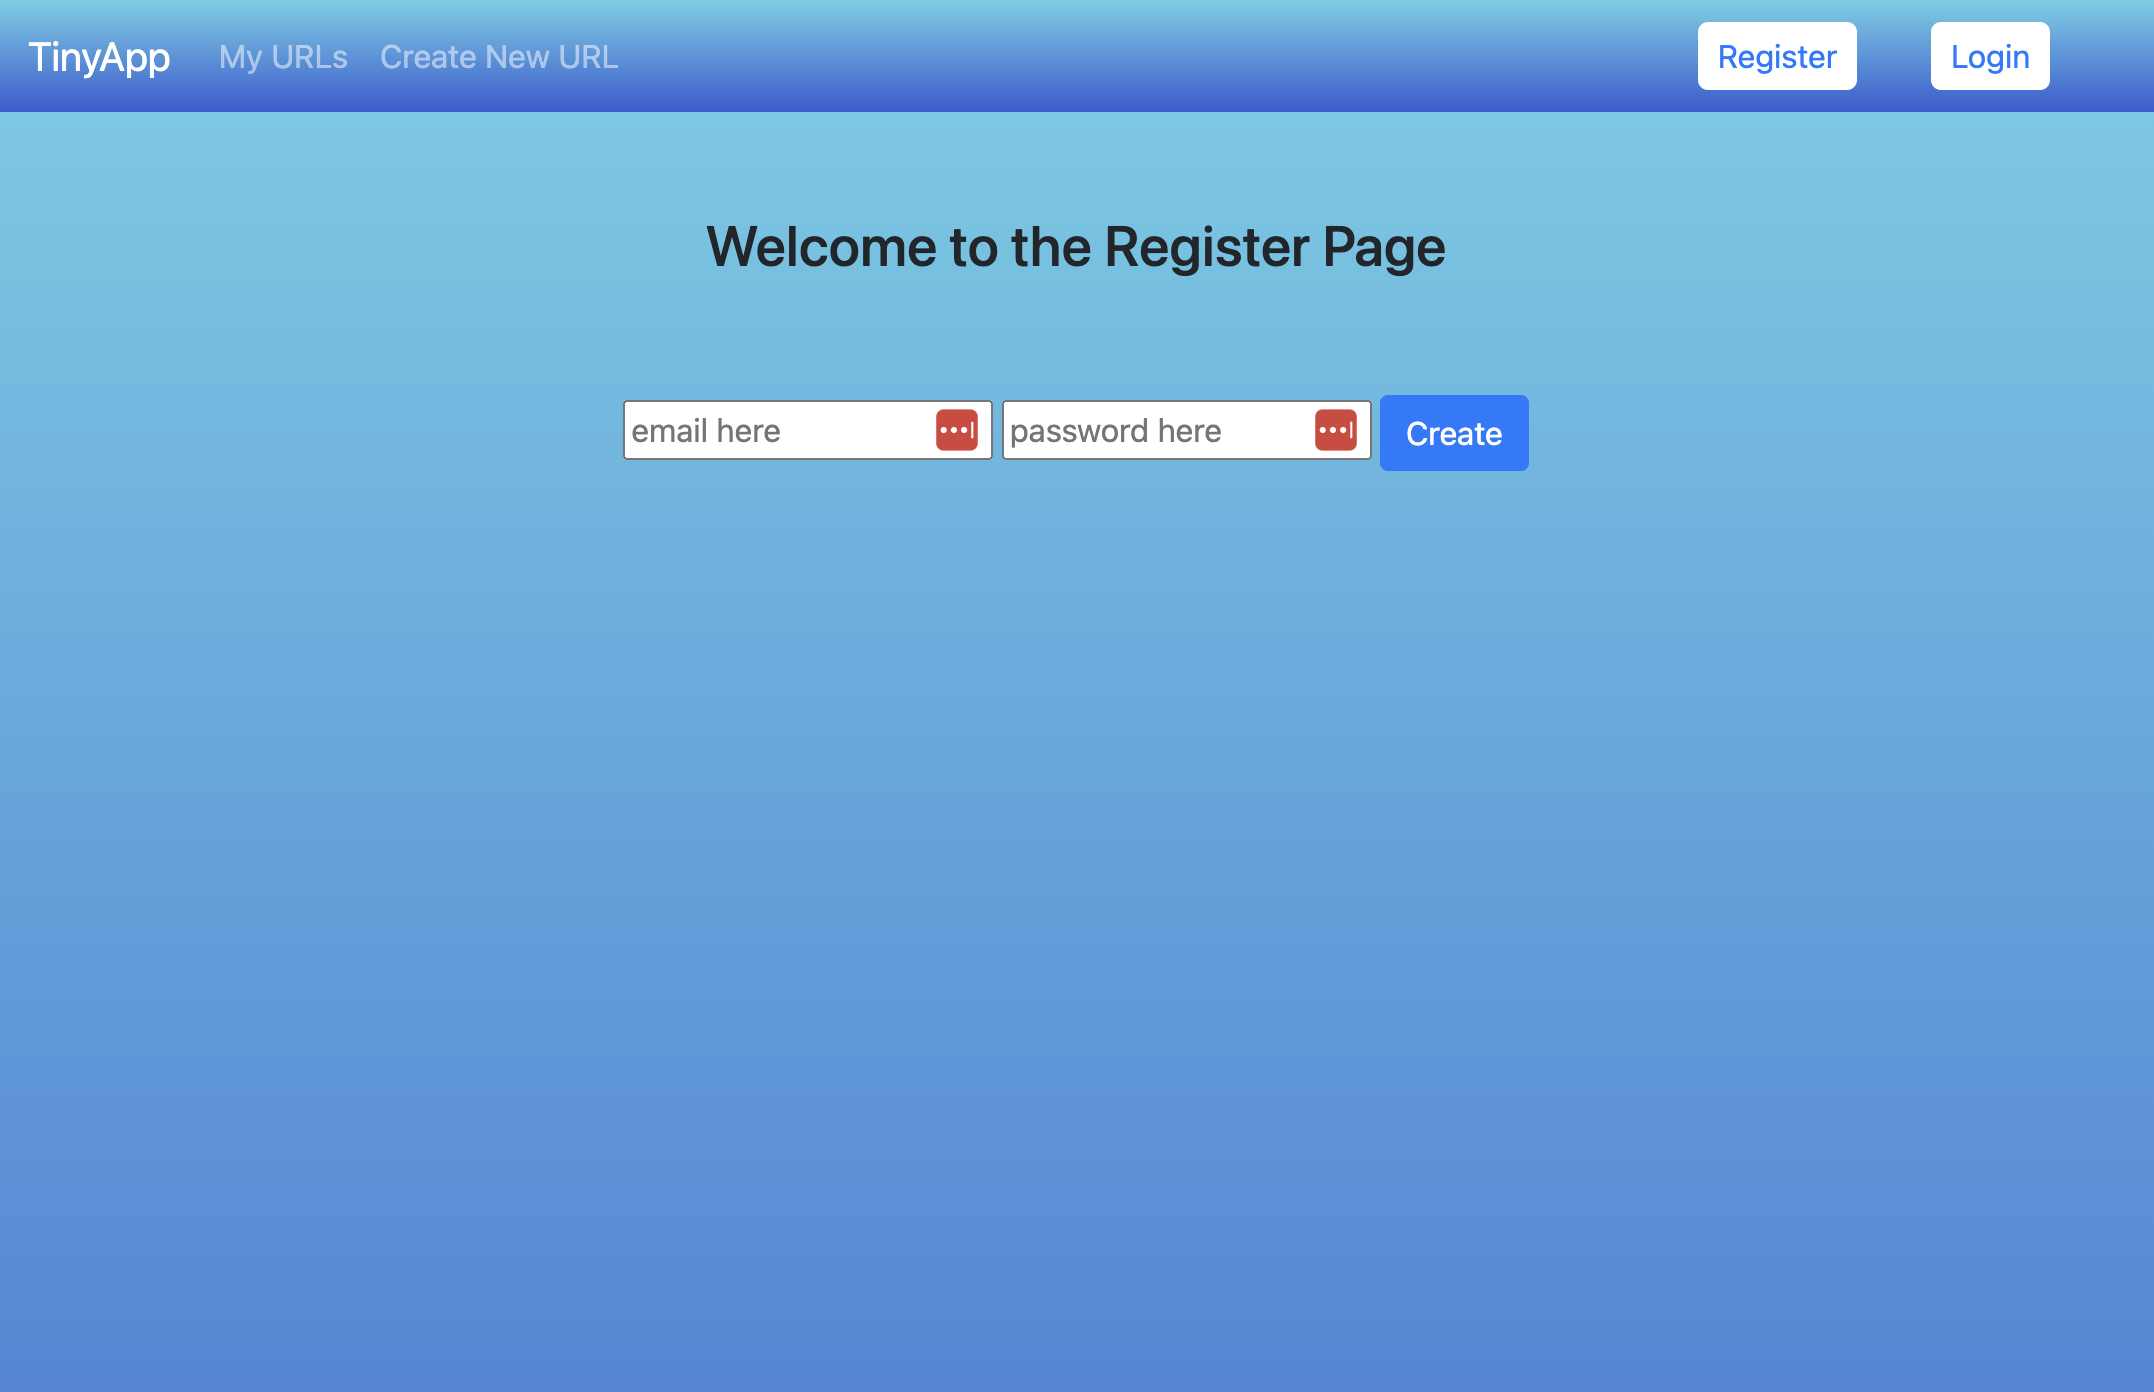 TinyApp My URLs Create New URL Register Login
Welcome to the Register Page
email here password here Create